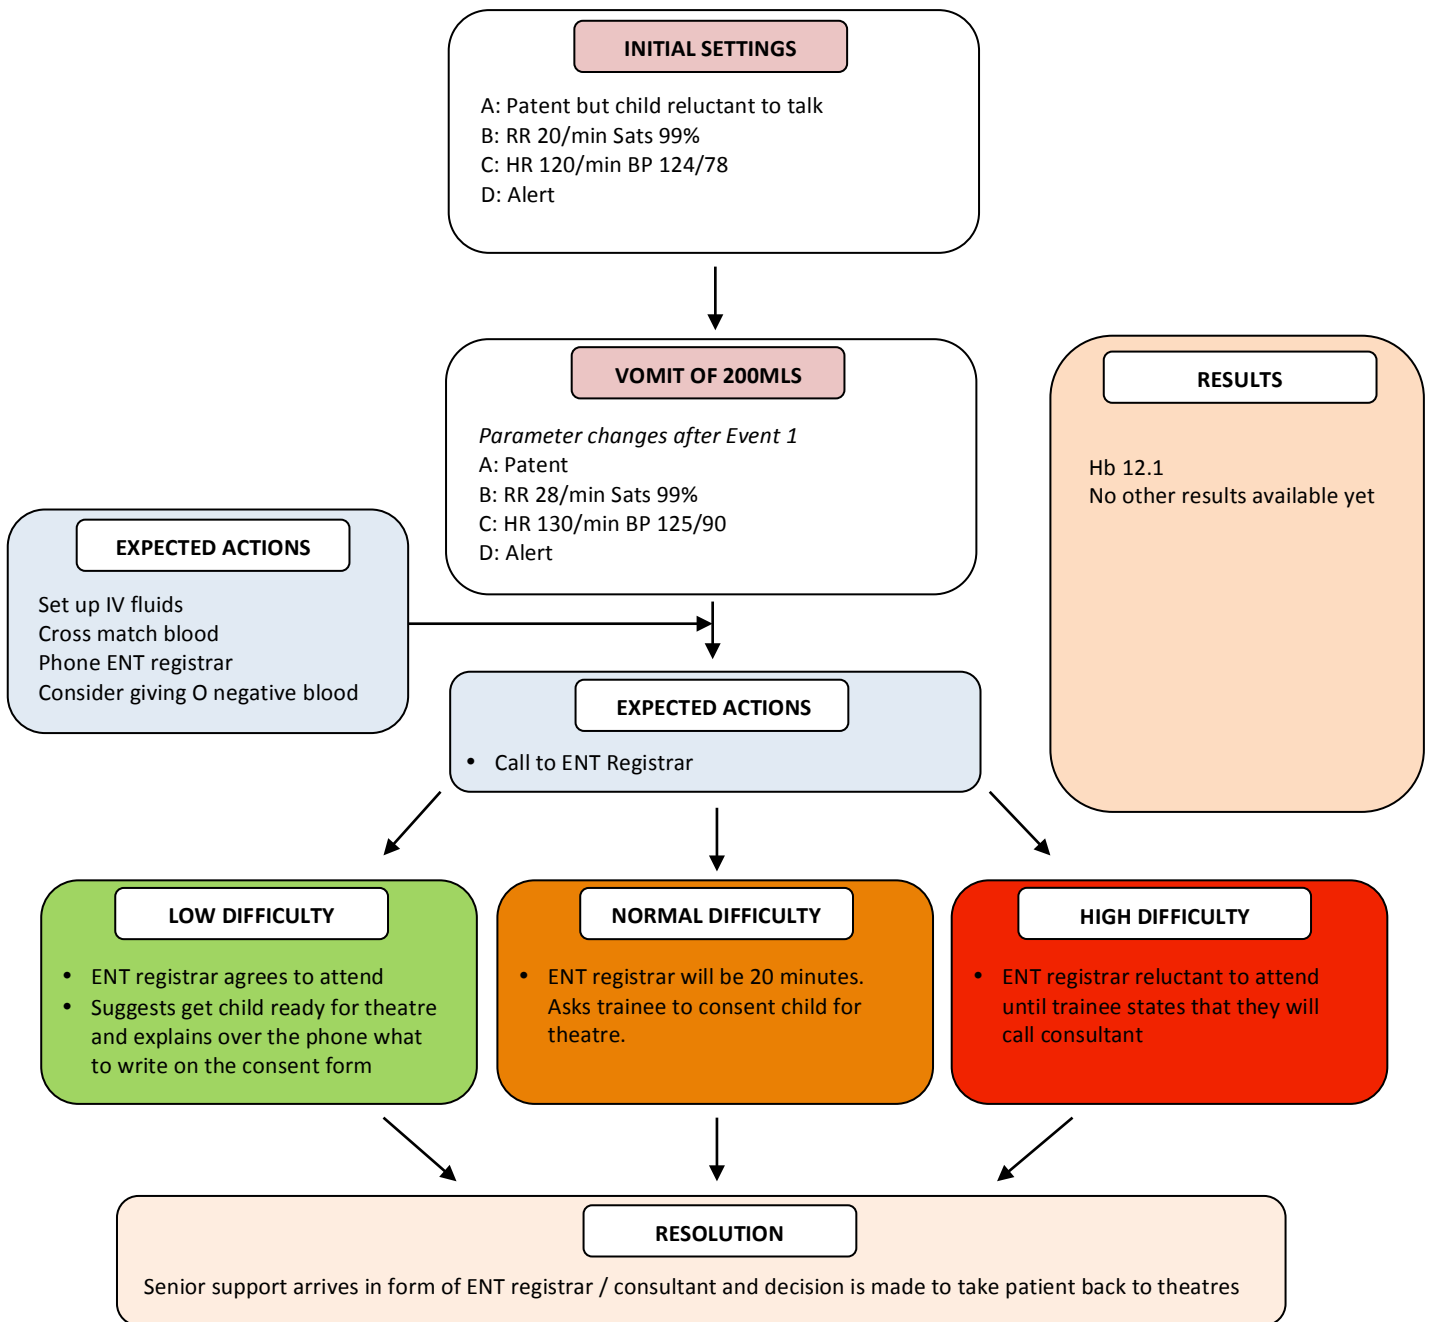 INITIAL SETTINGS
A: Patent but child reluctant to talk
B: RR 20/min Sats 99%
C: HR 120/min BP 124/78
D: Alert
VOMIT OF 200MLS
Parameter changes after Event 1
A: Patent
B: RR 28/min Sats 99%
C: HR 130/min BP 125/90
D: Alert
RESULTS
Hb 12.1
No other results available yet
EXPECTED ACTIONS
Set up IV fluids
Cross match blood
Phone ENT registrar
Consider giving O negative blood
EXPECTED ACTIONS
• Call to ENT Registrar
LOW DIFFICULTY
• ENT registrar agrees to attend
• Suggests get child ready for theatre
and explains over the phone what
to write on the consent form
NORMAL DIFFICULTY
• ENT registrar will be 20 minutes.
Asks trainee to consent child for
theatre.
HIGH DIFFICULTY
• ENT registrar reluctant to attend
until trainee states that they will
call consultant
RESOLUTION
Senior support arrives in form of ENT registrar / consultant and decision is made to take patient back to theatres